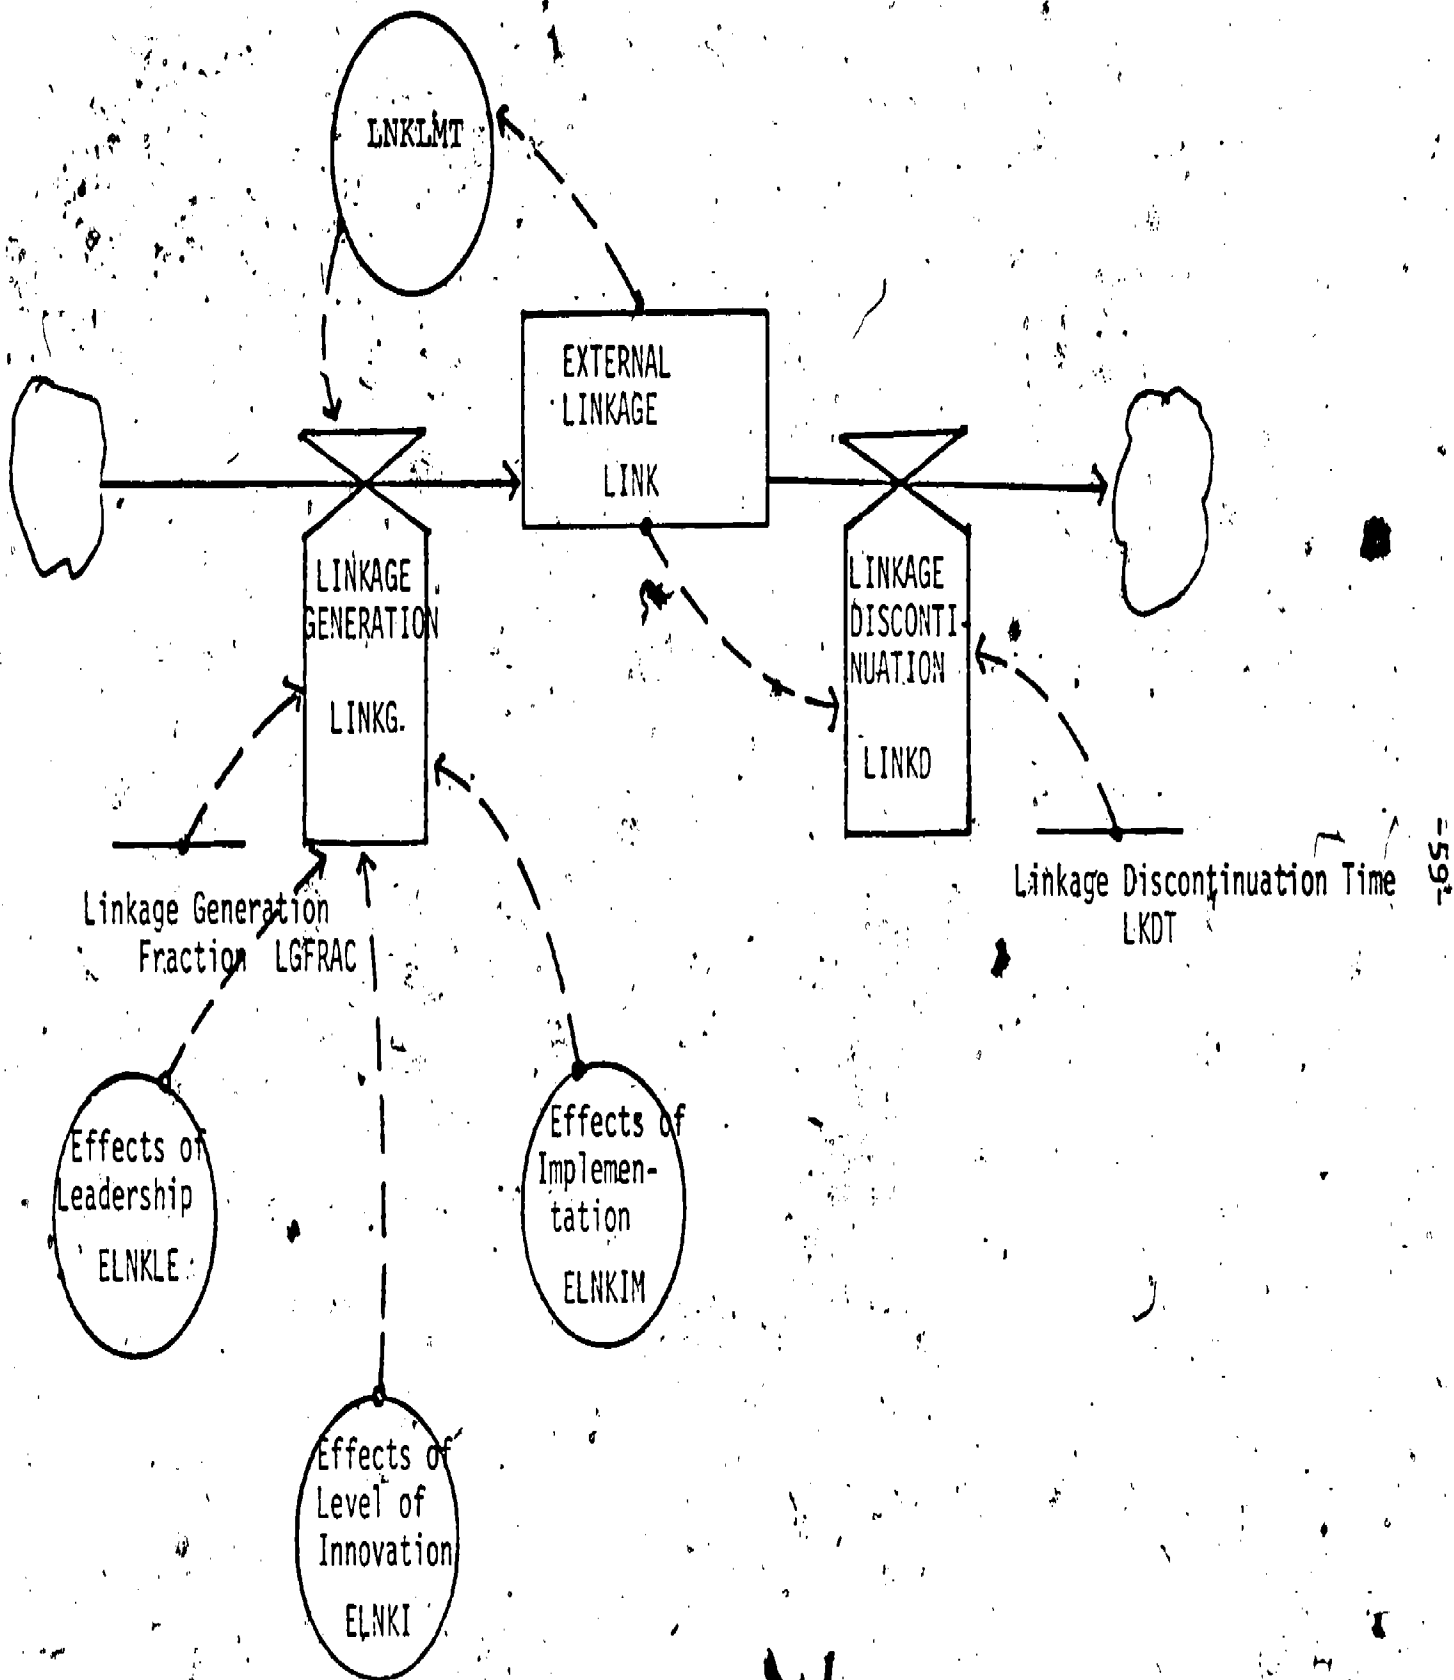 LNKLMT
EXTERNAL
LINKAGE
LINK
LINKAGE
GENERATION
LINKG.
LINKAGE
DISCONTI-
NUATION
LINKD
Linkage Generation
Fraction LGFRAC
Linkage Discontinuation Time
LKDT
-59-
Effects of
Leadership
ELNKLE
Effects of
Implemen-
tation
ELNKIM
Effects of
Level of
Innovation
ELNKI